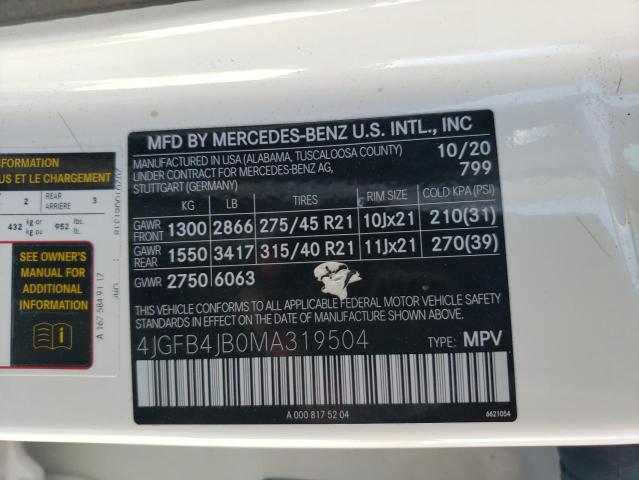 MFD BY MERCEDES-BENZ U.S. INTL., INC
MANUFACTURED IN USA (ALABAMA, TUSCALOOSA COUNTY) 10/20
UNDER CONTRACT FOR MERCEDES-BENZ AG, 799
STUTTGART (GERMANY)
KG LB TIRES RIM SIZE COLD KPA (PSI)
GAWR FRONT 1300 2866 275/45 R21 10Jx21 210(31)
GAWR REAR 1550 3417 315/40 R21 11Jx21 270(39)
GVWR 2750 6063
THIS VEHICLE CONFORMS TO ALL APPLICABLE FEDERAL MOTOR VEHICLE SAFETY
STANDARDS IN EFFECT ON THE DATE OF MANUFACTURE SHOWN ABOVE.
4JGFB4JB0MA319504 TYPE: MPV
A 000 817 52 04
6621054
FORMATION
US ET LE CHARGEMENT
2 REAR ARRIERE 3
432 kg or 952 lbs.
SEE OWNER'S
MANUAL FOR
ADDITIONAL
INFORMATION
A 167 584 91 17